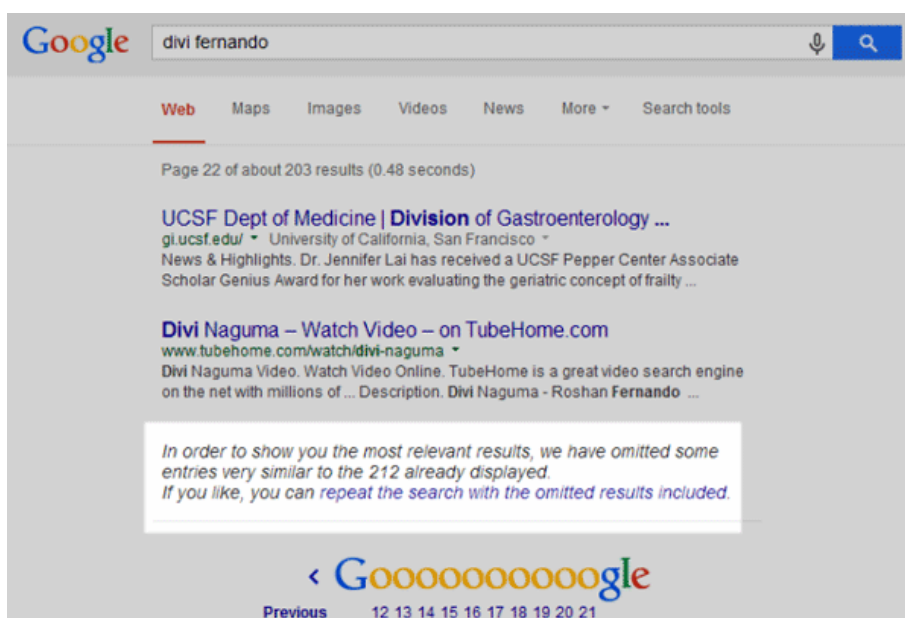 Google divi fernando
Web Maps Images Videos News More Search tools
Page 22 of about 203 results (0.48 seconds)
UCSF Dept of Medicine | Division of Gastroenterology ...
gi.ucsf.edu/ University of California, San Francisco
News & Highlights. Dr. Jennifer Lai has received a UCSF Pepper Center Associate
Scholar Genius Award for her work evaluating the geriatric concept of frailty ...
Divi Naguma – Watch Video – on TubeHome.com
www.tubehome.com/watch/divi-naguma
Divi Naguma Video. Watch Video Online. TubeHome is a great video search engine
on the net with millions of ... Description. Divi Naguma - Roshan Fernando ...
In order to show you the most relevant results, we have omitted some
entries very similar to the 212 already displayed.
If you like, you can repeat the search with the omitted results included.
< Goooooooooogle
Previous 12 13 14 15 16 17 18 19 20 21